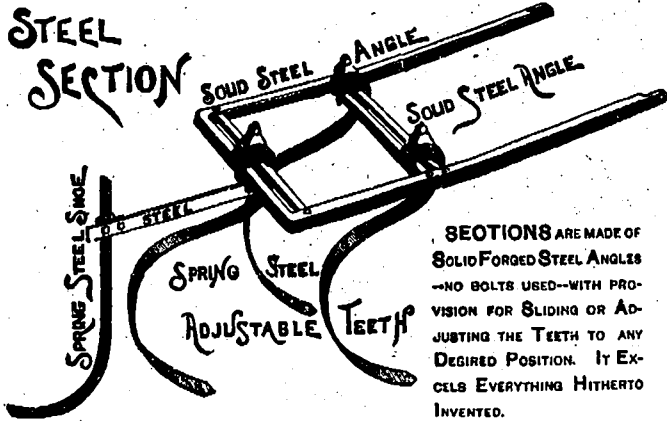 STEEL
SECTION
SOLID STEEL ANGLE
SOLID STEEL ANGLE
SPRING STEEL SHOE
STEEL
SPRING STEEL
ADJUSTABLE TEETH
SECTIONS ARE MADE OF
SOLID FORGED STEEL ANGLES
--NO BOLTS USED--WITH PRO-
VISION FOR SLIDING OR AD-
JUSTING THE TEETH TO ANY
DESIRED POSITION. IT EX-
CELS EVERYTHING HITHERTO
INVENTED.